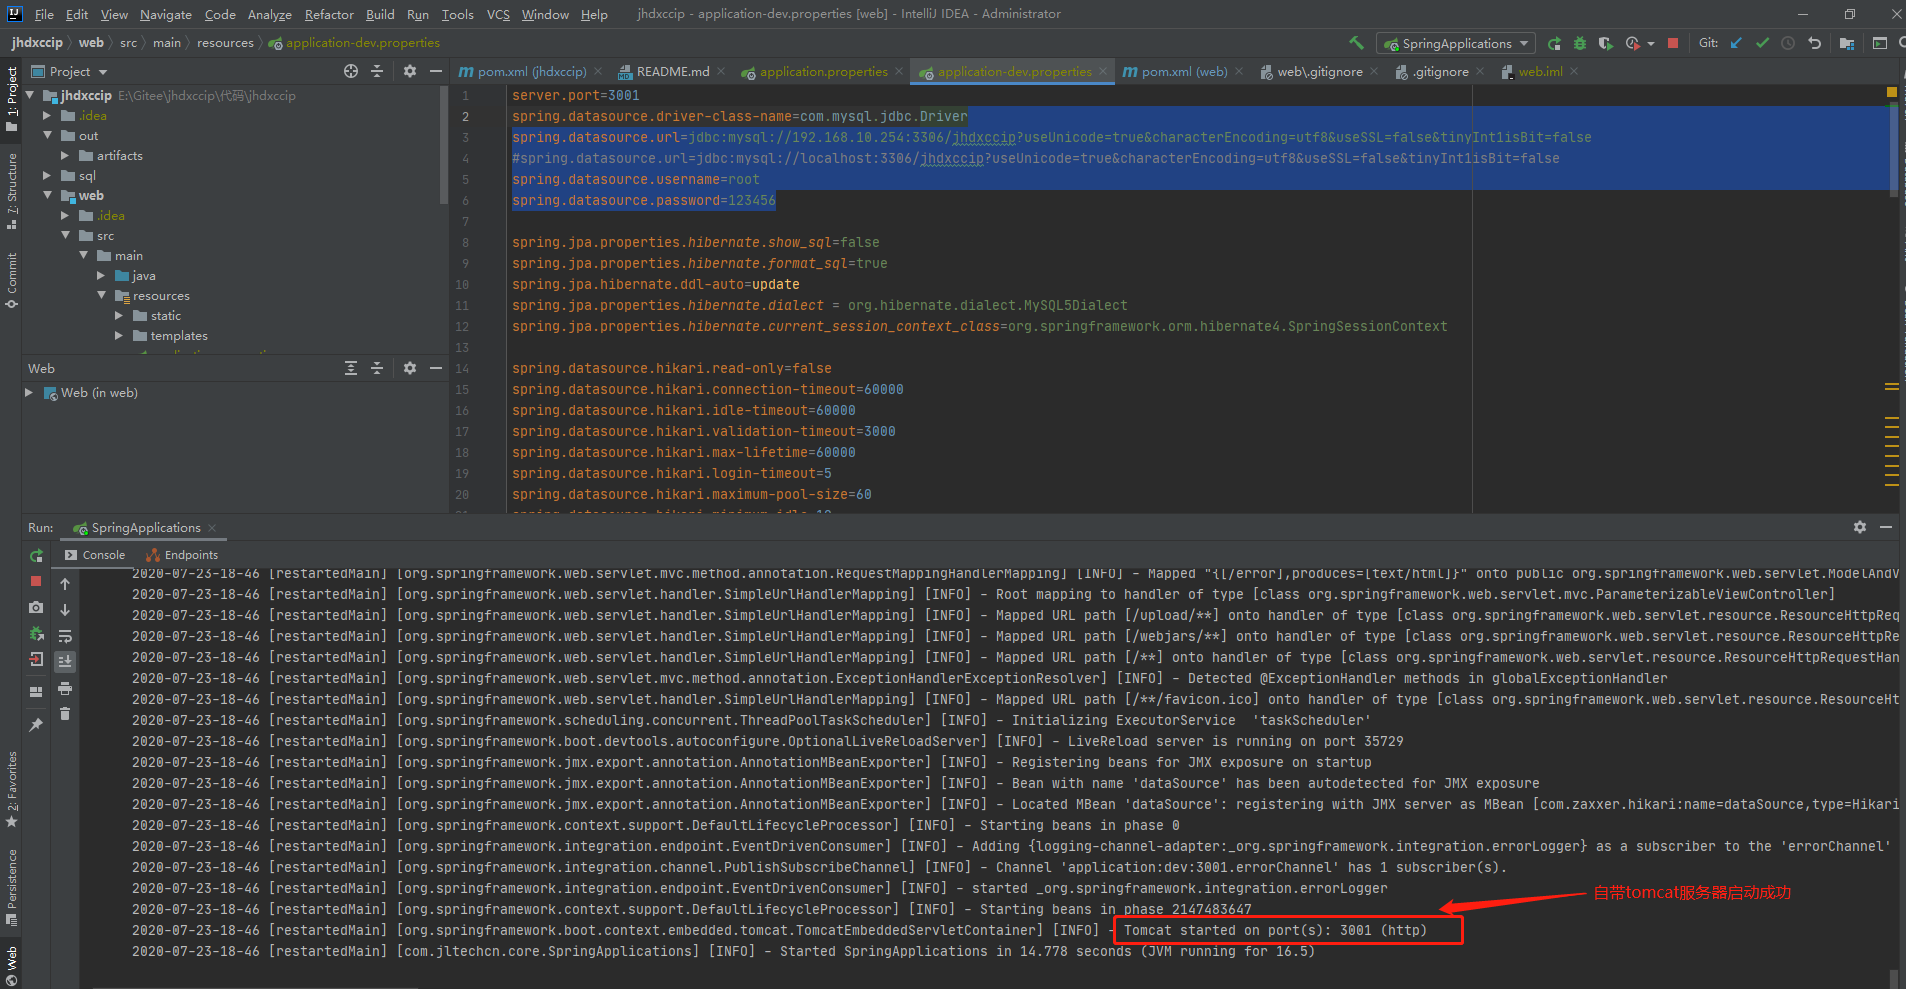 File Edit View Navigate Code Analyze Refactor Build Run Tools VCS Window Help jhdxccip - application-dev.properties [web] - IntelliJ IDEA - Administrator
jhdxccip web src main resources application-dev.properties SpringApplications Git:
Project
pom.xml (jhdxccip) README.md application.properties application-dev.properties pom.xml (web) web\.gitignore .gitignore web.iml
1: Project
7: Structure
Commit
2: Favorites
Persistence
Web
jhdxccip E:\Gitee\jhdxccip\代码\jhdxccip
.idea
out
artifacts
sql
web
.idea
src
main
java
resources
static
templates
Web
Web (in web)
1 server.port=3001
2 spring.datasource.driver-class-name=com.mysql.jdbc.Driver
3 spring.datasource.url=jdbc:mysql://192.168.10.254:3306/jhdxccip?useUnicode=true&characterEncoding=utf8&useSSL=false&tinyInt1isBit=false
4 #spring.datasource.url=jdbc:mysql://localhost:3306/jhdxccip?useUnicode=true&characterEncoding=utf8&useSSL=false&tinyInt1isBit=false
5 spring.datasource.username=root
6 spring.datasource.password=123456
7
8 spring.jpa.properties.hibernate.show_sql=false
9 spring.jpa.properties.hibernate.format_sql=true
10 spring.jpa.hibernate.ddl-auto=update
11 spring.jpa.properties.hibernate.dialect = org.hibernate.dialect.MySQL5Dialect
12 spring.jpa.properties.hibernate.current_session_context_class=org.springframework.orm.hibernate4.SpringSessionContext
13
14 spring.datasource.hikari.read-only=false
15 spring.datasource.hikari.connection-timeout=60000
16 spring.datasource.hikari.idle-timeout=60000
17 spring.datasource.hikari.validation-timeout=3000
18 spring.datasource.hikari.max-lifetime=60000
19 spring.datasource.hikari.login-timeout=5
20 spring.datasource.hikari.maximum-pool-size=60
Run: SpringApplications
Console Endpoints
2020-07-23-18-46 [restartedMain] [org.springframework.web.servlet.mvc.method.annotation.RequestMappingHandlerMapping] [INFO] - Mapped "{[/error],produces=[text/html]}" onto public org.springframework.web.servlet.ModelAndV
2020-07-23-18-46 [restartedMain] [org.springframework.web.servlet.handler.SimpleUrlHandlerMapping] [INFO] - Root mapping to handler of type [class org.springframework.web.servlet.mvc.ParameterizableViewController]
2020-07-23-18-46 [restartedMain] [org.springframework.web.servlet.handler.SimpleUrlHandlerMapping] [INFO] - Mapped URL path [/upload/**] onto handler of type [class org.springframework.web.servlet.resource.ResourceHttpReq
2020-07-23-18-46 [restartedMain] [org.springframework.web.servlet.handler.SimpleUrlHandlerMapping] [INFO] - Mapped URL path [/webjars/**] onto handler of type [class org.springframework.web.servlet.resource.ResourceHttpRe
2020-07-23-18-46 [restartedMain] [org.springframework.web.servlet.handler.SimpleUrlHandlerMapping] [INFO] - Mapped URL path [/**] onto handler of type [class org.springframework.web.servlet.resource.ResourceHttpRequestHan
2020-07-23-18-46 [restartedMain] [org.springframework.web.servlet.mvc.method.annotation.ExceptionHandlerExceptionResolver] [INFO] - Detected @ExceptionHandler methods in globalExceptionHandler
2020-07-23-18-46 [restartedMain] [org.springframework.web.servlet.handler.SimpleUrlHandlerMapping] [INFO] - Mapped URL path [/**/favicon.ico] onto handler of type [class org.springframework.web.servlet.resource.ResourceHt
2020-07-23-18-46 [restartedMain] [org.springframework.scheduling.concurrent.ThreadPoolTaskScheduler] [INFO] - Initializing ExecutorService 'taskScheduler'
2020-07-23-18-46 [restartedMain] [org.springframework.boot.devtools.autoconfigure.OptionalLiveReloadServer] [INFO] - LiveReload server is running on port 35729
2020-07-23-18-46 [restartedMain] [org.springframework.jmx.export.annotation.AnnotationMBeanExporter] [INFO] - Registering beans for JMX exposure on startup
2020-07-23-18-46 [restartedMain] [org.springframework.jmx.export.annotation.AnnotationMBeanExporter] [INFO] - Bean with name 'dataSource' has been autodetected for JMX exposure
2020-07-23-18-46 [restartedMain] [org.springframework.jmx.export.annotation.AnnotationMBeanExporter] [INFO] - Located MBean 'dataSource': registering with JMX server as MBean [com.zaxxer.hikari:name=dataSource,type=Hikari
2020-07-23-18-46 [restartedMain] [org.springframework.context.support.DefaultLifecycleProcessor] [INFO] - Starting beans in phase 0
2020-07-23-18-46 [restartedMain] [org.springframework.integration.endpoint.EventDrivenConsumer] [INFO] - Adding {logging-channel-adapter:_org.springframework.integration.errorLogger} as a subscriber to the 'errorChannel'
2020-07-23-18-46 [restartedMain] [org.springframework.integration.channel.PublishSubscribeChannel] [INFO] - Channel 'application:dev:3001.errorChannel' has 1 subscriber(s).
2020-07-23-18-46 [restartedMain] [org.springframework.integration.endpoint.EventDrivenConsumer] [INFO] - started _org.springframework.integration.errorLogger
自带tomcat服务器启动成功
2020-07-23-18-46 [restartedMain] [org.springframework.context.support.DefaultLifecycleProcessor] [INFO] - Starting beans in phase 2147483647
2020-07-23-18-46 [restartedMain] [org.springframework.boot.context.embedded.tomcat.TomcatEmbeddedServletContainer] [INFO] - Tomcat started on port(s): 3001 (http)
2020-07-23-18-46 [restartedMain] [com.jltechcn.core.SpringApplications] [INFO] - Started SpringApplications in 14.778 seconds (JVM running for 16.5)